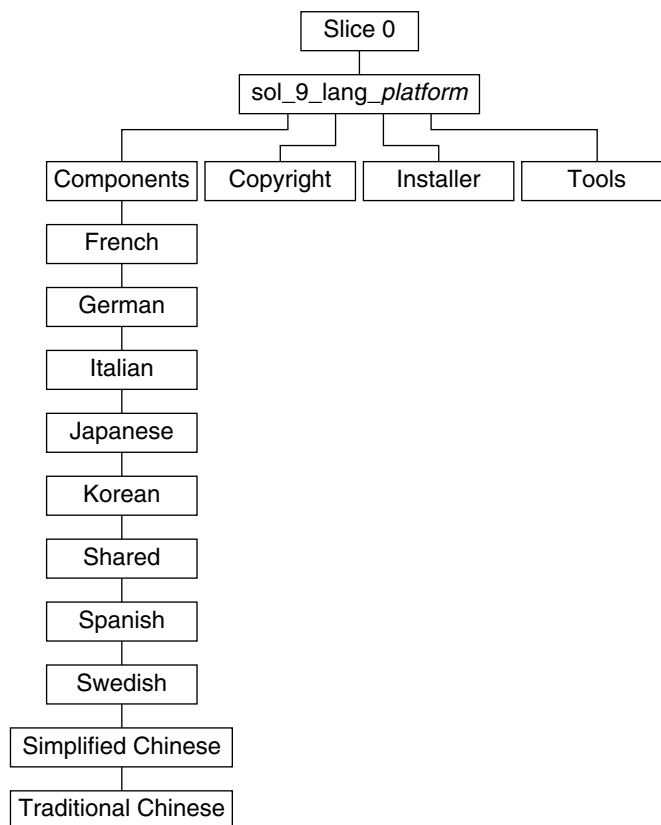 Slice 0
sol_9_lang_platform
Components
Copyright
Installer
Tools
French
German
Italian
Japanese
Korean
Shared
Spanish
Swedish
Simplified Chinese
Traditional Chinese